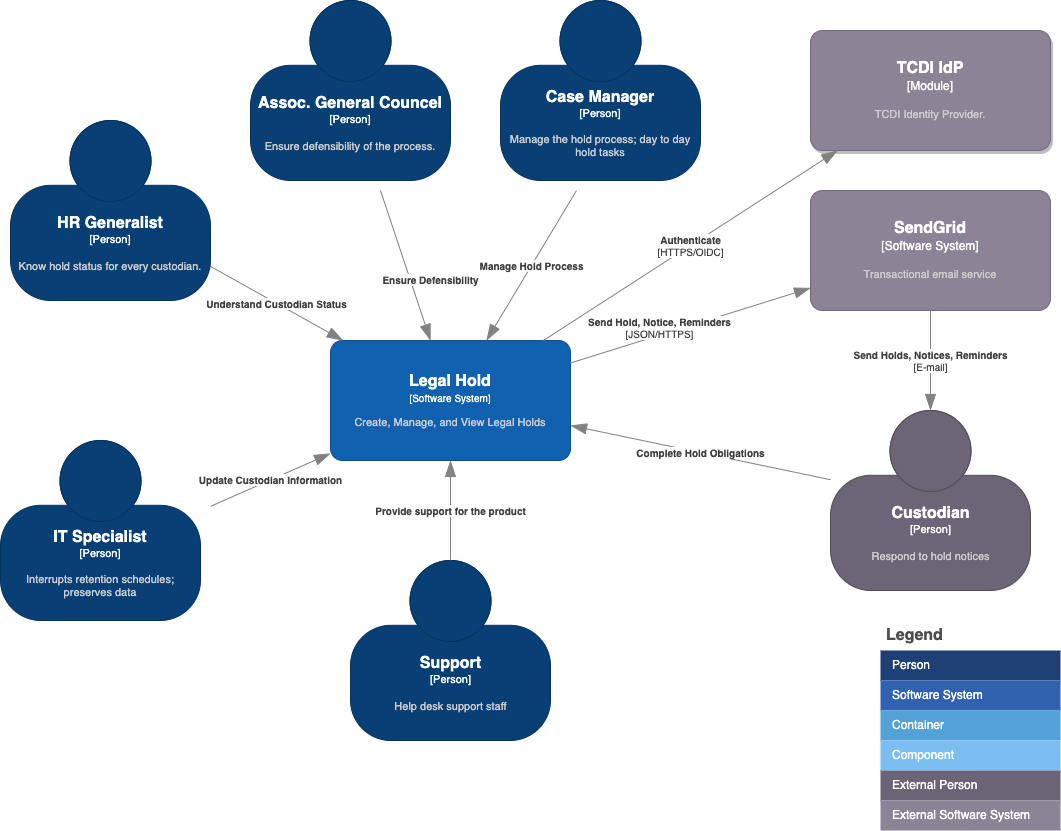 Assoc. General Councel
[Person]
Ensure defensibility of the process.
Case Manager
[Person]
Manage the hold process; day to day
hold tasks
TCDI IdP
[Module]
TCDI Identity Provider.
HR Generalist
[Person]
Know hold status for every custodian.
SendGrid
[Software System]
Transactional email service
Authenticate
[HTTPS/OIDC]
Manage Hold Process
Ensure Defensibility
Understand Custodian Status
Send Hold, Notice, Reminders
[JSON/HTTPS]
Send Holds, Notices, Reminders
[E-mail]
Legal Hold
[Software System]
Create, Manage, and View Legal Holds
Complete Hold Obligations
Update Custodian Information
Provide support for the product
Custodian
[Person]
Respond to hold notices
IT Specialist
[Person]
Interrupts retention schedules;
preserves data
Support
[Person]
Help desk support staff
Legend
Person
Software System
Container
Component
External Person
External Software System